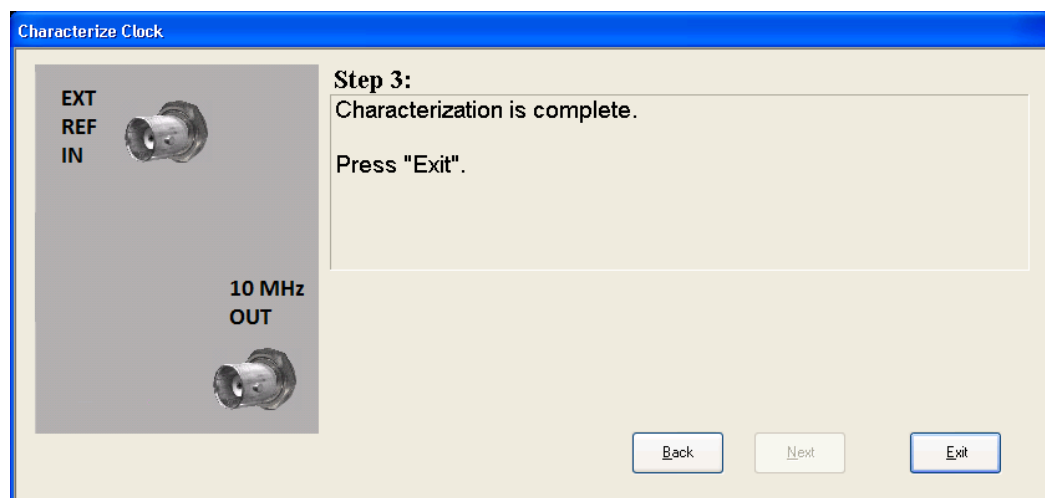 Characterize Clock
EXT
REF
IN
10 MHz
OUT
Step 3:
Characterization is complete.
Press "Exit".
Back
Next
Exit